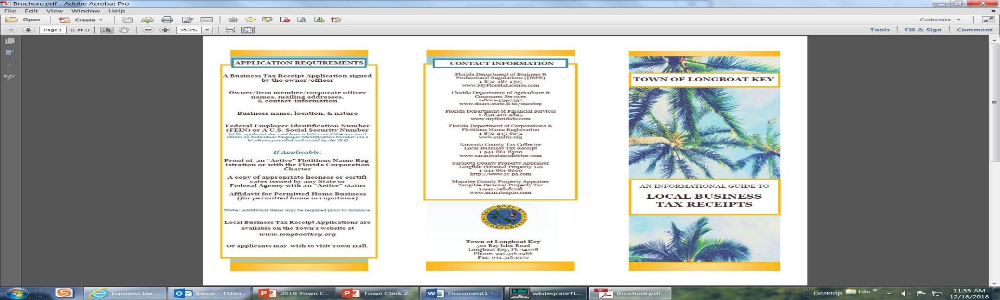 Brochure.pdf - Adobe Acrobat Pro
File Edit View Window Help
Open Create Customize
Page 1 (1 of 2) 95.9% Tools Fill & Sign Comment
APPLICATION REQUIREMENTS
A Business Tax Receipt Application signed
by the owner/officer
Owner/firm member/corporate officer
names, mailing addresses,
& contact information
Business name, location, & nature
Federal Employer Identification Number
(FEIN) or A U.S. Social Security Number
(if the applicant does not have a U.S. issued SS# one must
obtain an Individual Taxpayer Identification Number via a
W7-Form provided and issued by the IRS)
If Applicable:
Proof of an “Active” Fictitious Name Reg-
istration or with the Florida Corporation
Charter
A copy of appropriate licenses or certifi
cates issued by any State or
Federal Agency with an “Active” status
Affidavit for Permitted Home Business
(for permitted home occupations)
Note: Additional items may be required prior to issuance.
Local Business Tax Receipt Applications are
available on the Town's website at
www.longboatkey.org
Or applicants may wish to visit Town Hall.
CONTACT INFORMATION
Florida Department of Business &
Professional Regulations (DBPR)
1-850-487-1395
www.MyFloridaLicense.com
Florida Department of Agriculture &
Consumer Services
1-800-435-7352
www.doacs.state.fl.us/onestop
Florida Department of Financial Services
1-850-410-9895
www.myfloridafo.com
Florida Department of Corporations &
Fictitious Name Registration
1-850-245-6051
www.sunbiz.org
Sarasota County Tax Collector
Local Business Tax Receipt
1-941-861-8300
www.sarasotataxcollector.com
Sarasota County Property Appraiser
Tangible Personal Property Tax
1-941-861-8200
http://www.sc-pa.com
Manatee County Property Appraiser
Tangible Personal Property Tax
1-941-748-8208
www.manateepao.com
LONGBOAT KEY
INCORPORATED
Town of Longboat Key
501 Bay Isles Road
Longboat Key, Fl. 34228
Phone: 941.316.1966
Fax: 941.316.1970
TOWN OF LONGBOAT KEY
AN INFORMATIONAL GUIDE TO
LOCAL BUSINESS
TAX RECEIPTS
business tax ... Inbox - TShin... 2019 Town C... Town Clerk 2... Document1 -... wIntegrateTL... Brochure.pdf... Desktop Libr » 11:55 AM
12/18/2018